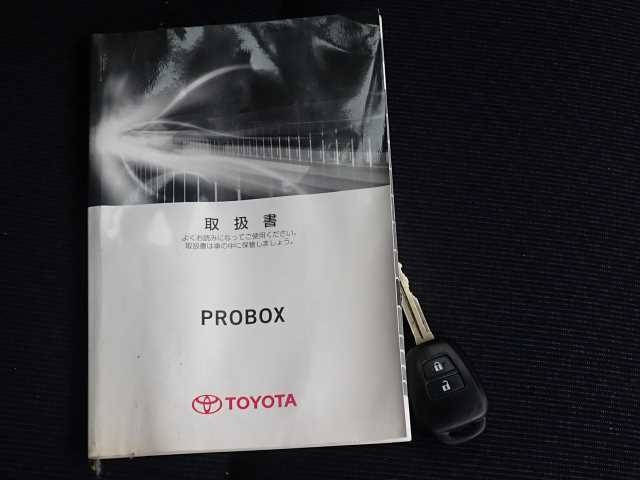 取扱書
よくお読みになってご使用ください。
取扱書は車の中に保管しましょう。
PROBOX
TOYOTA